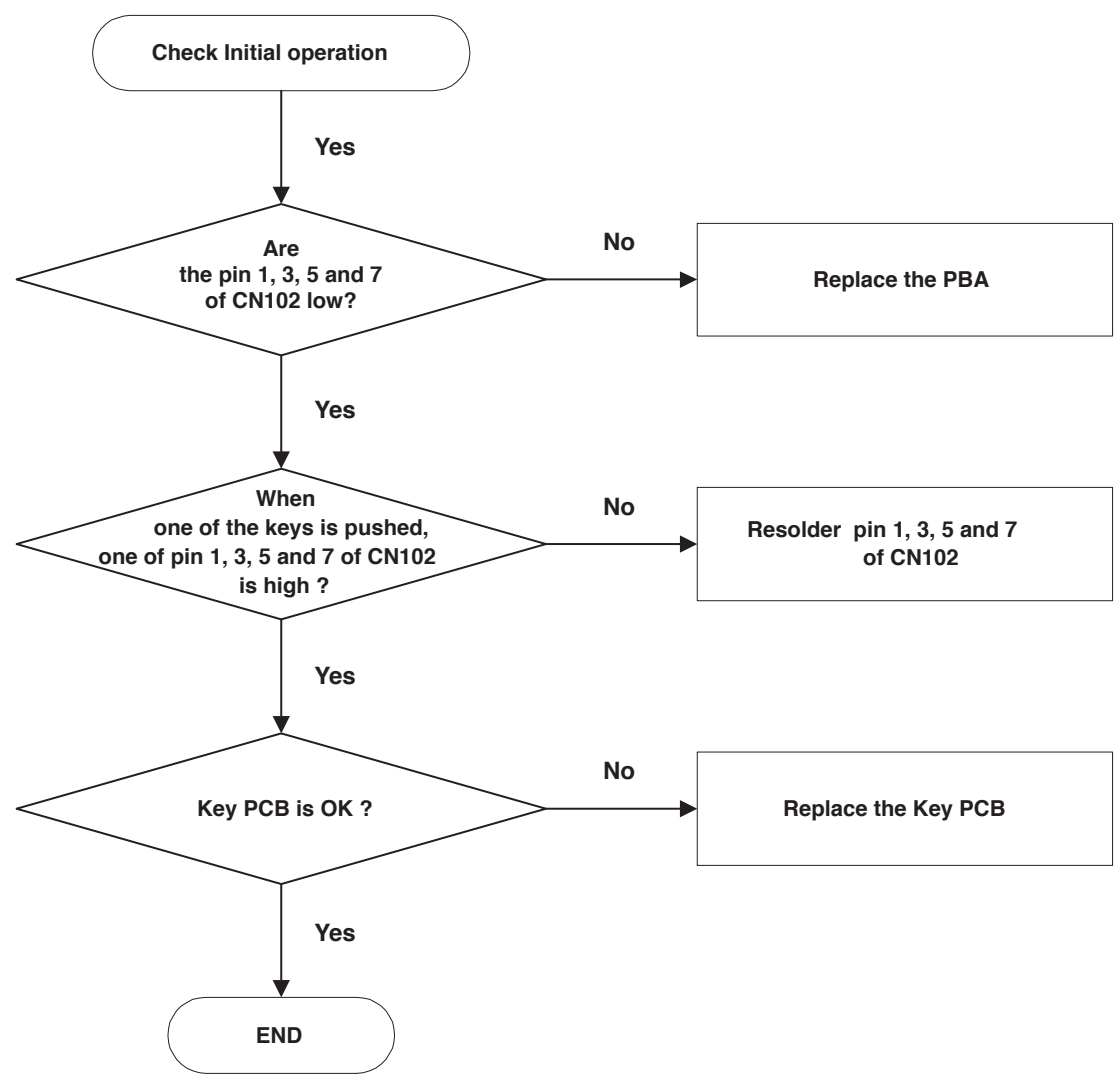 Check Initial operation
Yes
Are
the pin 1, 3, 5 and 7
of CN102 low?
No
Replace the PBA
Yes
When
one of the keys is pushed,
one of pin 1, 3, 5 and 7 of CN102
is high ?
No
Resolder pin 1, 3, 5 and 7
of CN102
Yes
Key PCB is OK ?
No
Replace the Key PCB
Yes
END